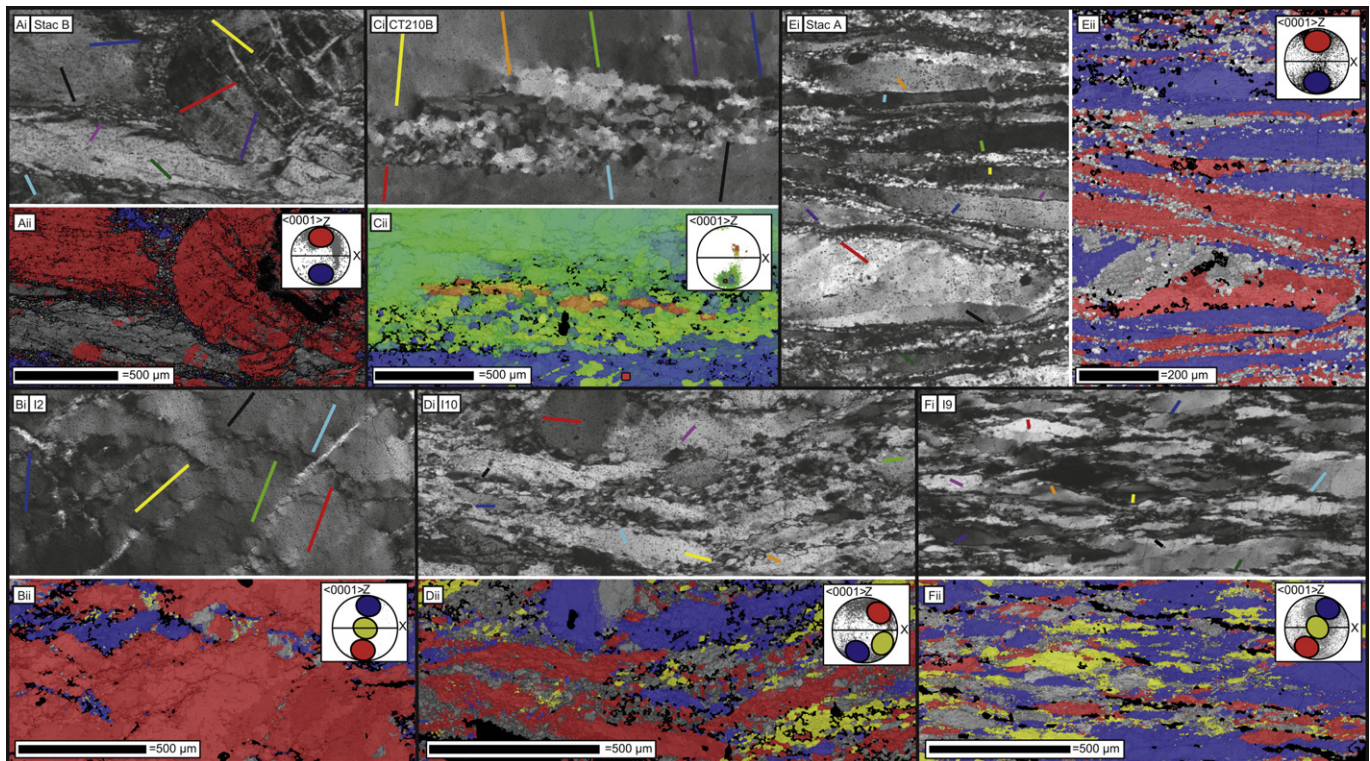 Ai Stac B
Ci CT210B
Ei Stac A
Eii
<0001>Z
X
Aii
<0001>Z
X
=500 µm
Cii
<0001>Z
X
=500 µm
=200 µm
Bi I2
Di I10
Fi I9
Bii
<0001>Z
X
=500 µm
Dii
<0001>Z
X
=500 µm
Fii
<0001>Z
X
=500 µm